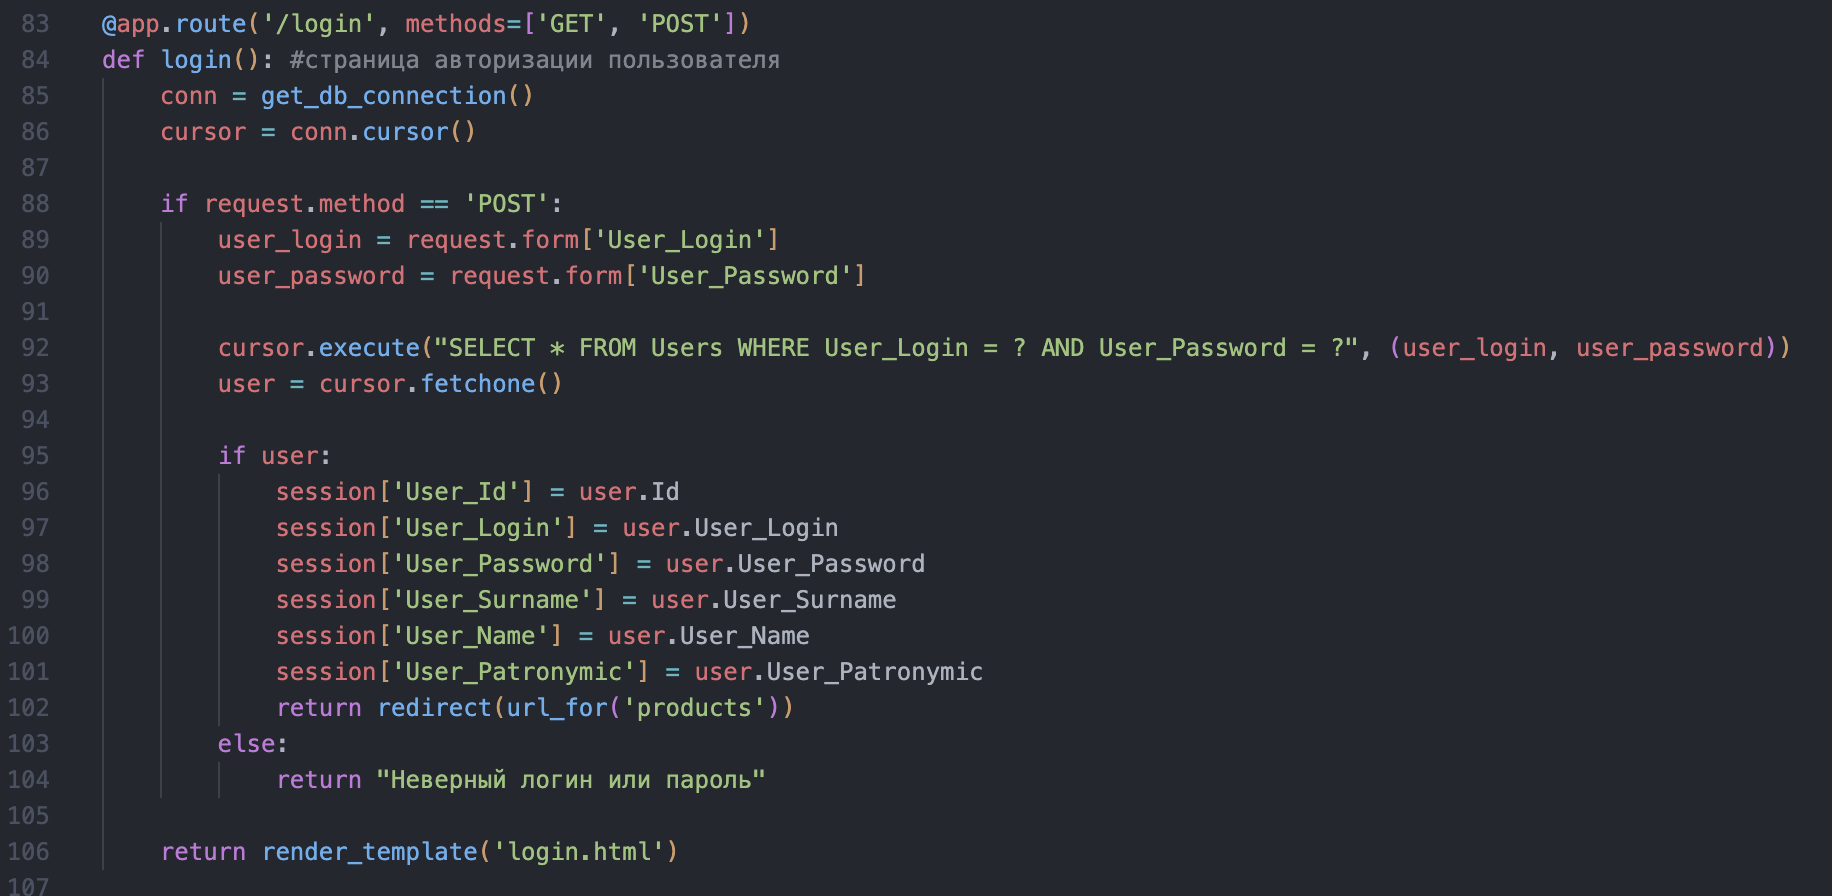 83 @app.route('/login', methods=['GET', 'POST'])
84 def login(): #страница авторизации пользователя
85     conn = get_db_connection()
86     cursor = conn.cursor()
87
88     if request.method == 'POST':
89         user_login = request.form['User_Login']
90         user_password = request.form['User_Password']
91
92         cursor.execute("SELECT * FROM Users WHERE User_Login = ? AND User_Password = ?", (user_login, user_password))
93         user = cursor.fetchone()
94
95         if user:
96             session['User_Id'] = user.Id
97             session['User_Login'] = user.User_Login
98             session['User_Password'] = user.User_Password
99             session['User_Surname'] = user.User_Surname
100             session['User_Name'] = user.User_Name
101             session['User_Patronymic'] = user.User_Patronymic
102             return redirect(url_for('products'))
103         else:
104             return "Неверный логин или пароль"
105
106     return render_template('login.html')
107